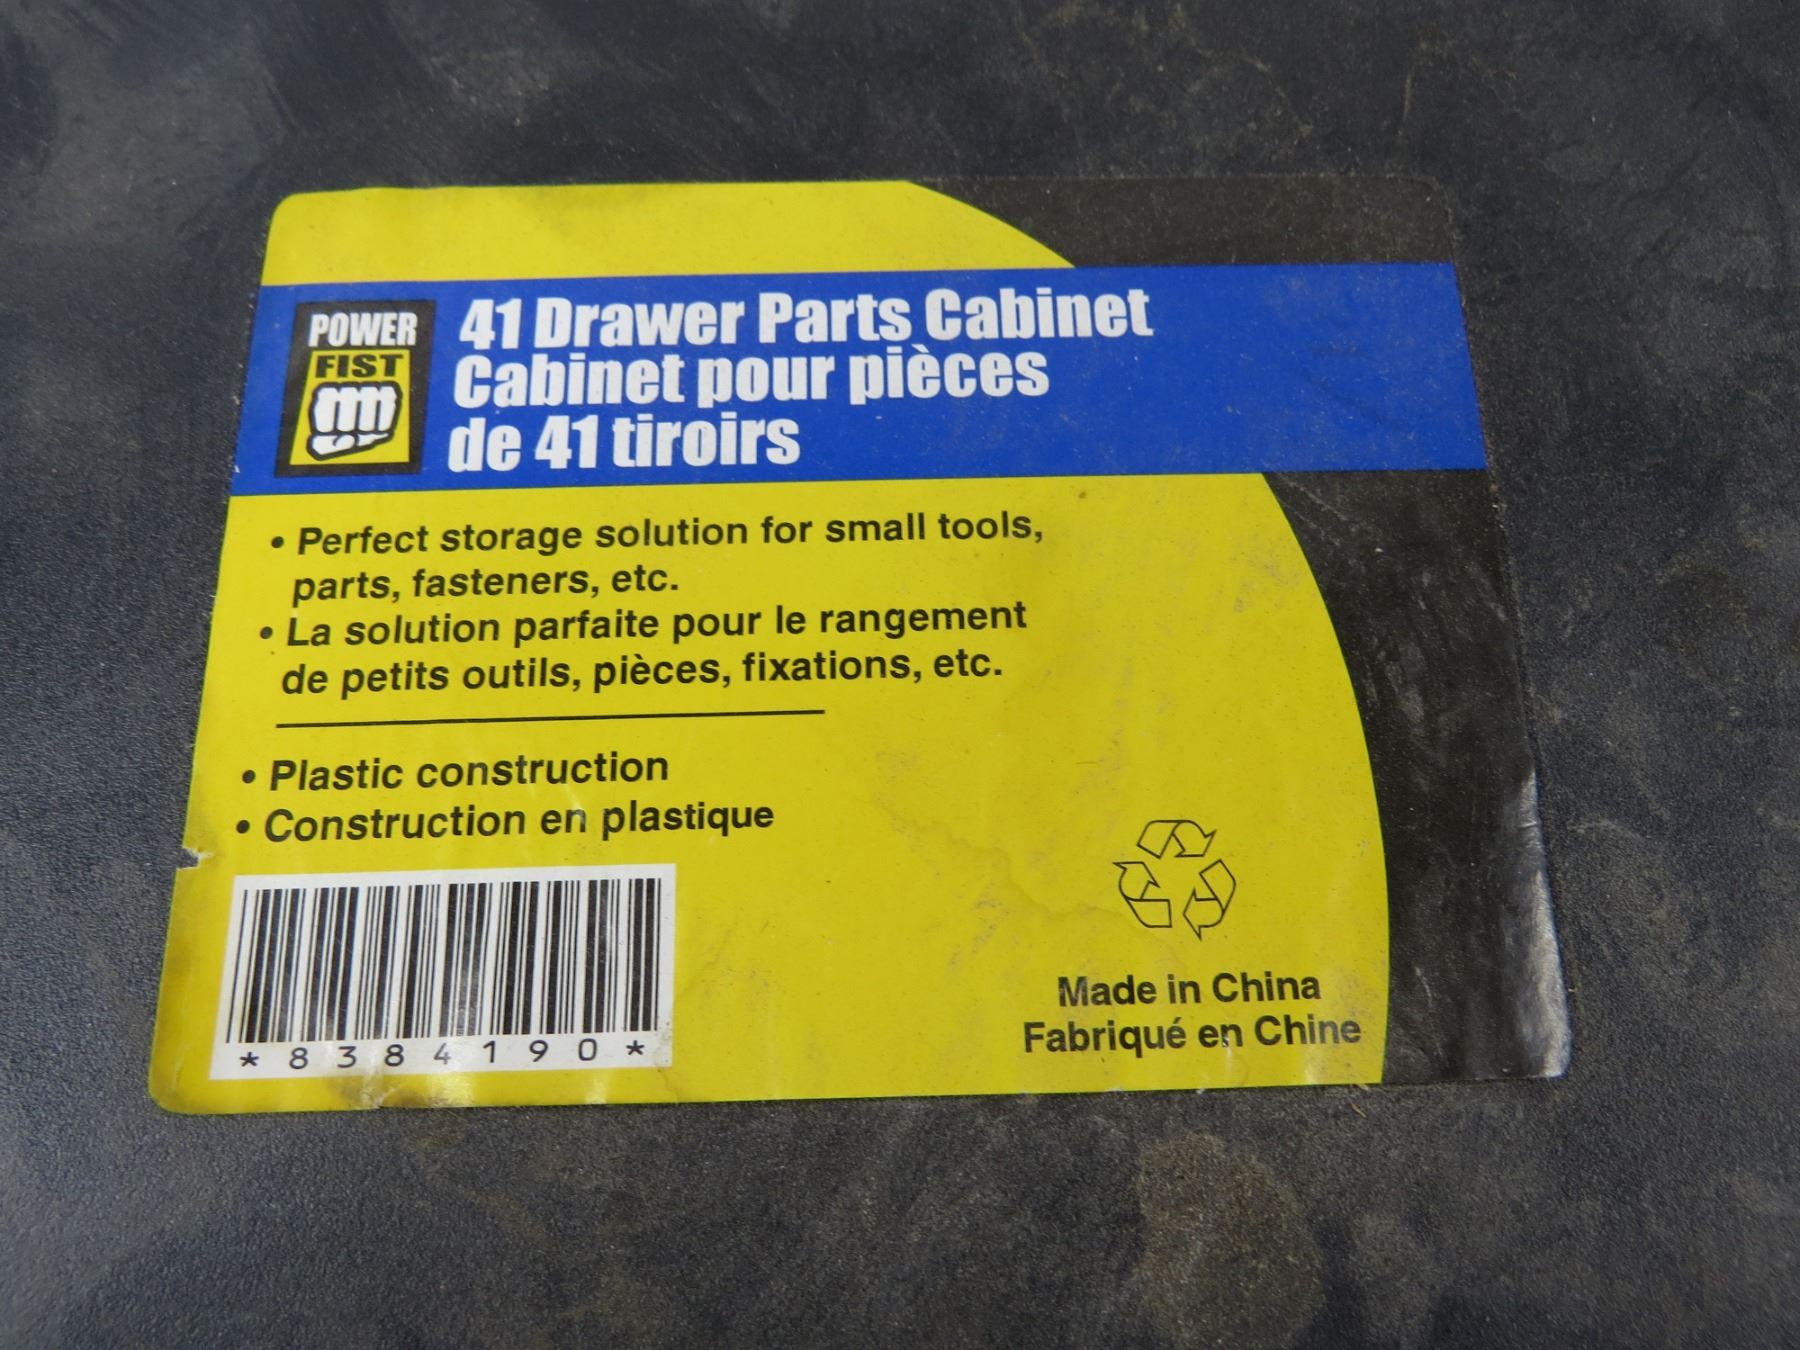 POWER
FIST
41 Drawer Parts Cabinet
Cabinet pour pièces
de 41 tiroirs
• Perfect storage solution for small tools,
parts, fasteners, etc.
• La solution parfaite pour le rangement
de petits outils, pièces, fixations, etc.
• Plastic construction
• Construction en plastique
*8384190*
Made in China
Fabriqué en Chine